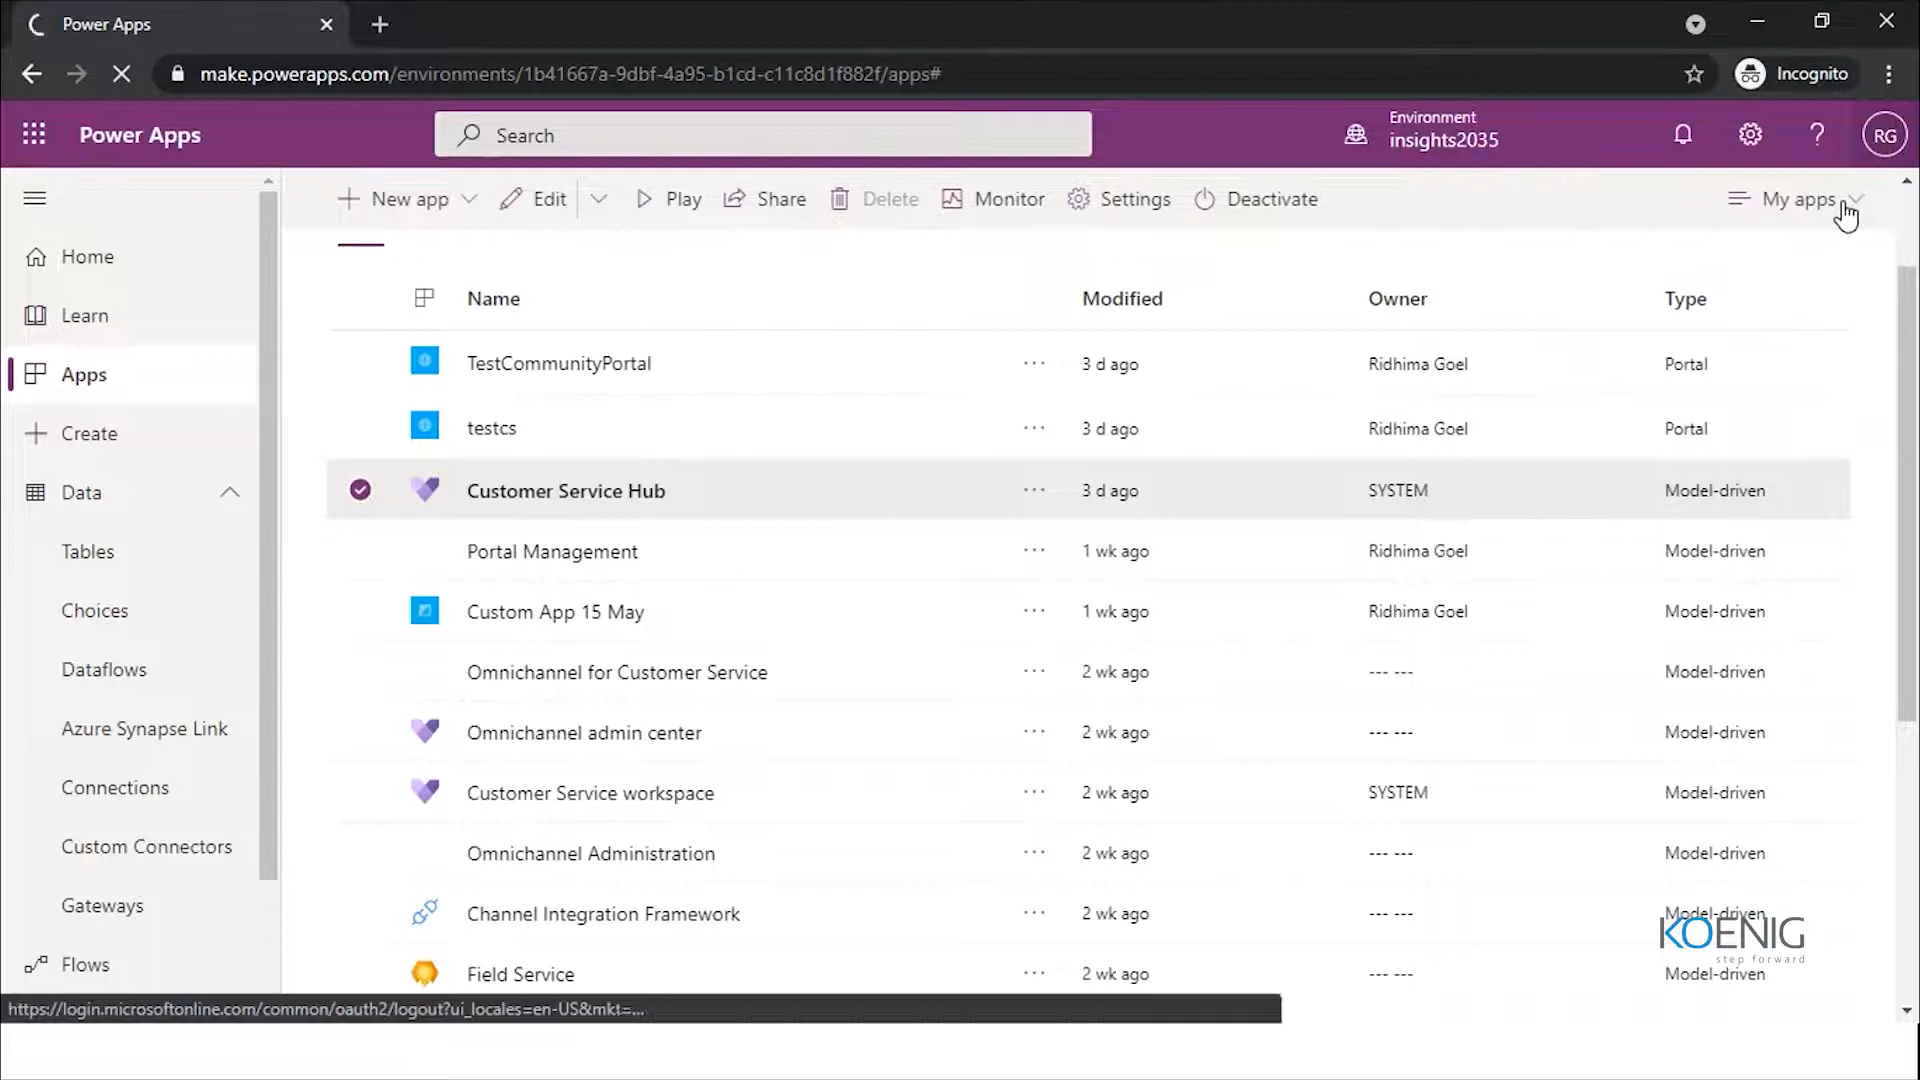 Power Apps
make.powerapps.com/environments/1b41667a-9dbf-4a95-b1cd-c11c8d1f882f/apps#
Incognito
Power Apps
Search
Environment
insights2035
RG
New app
Edit
Play
Share
Delete
Monitor
Settings
Deactivate
My apps
Home
Learn
Apps
Create
Data
Tables
Choices
Dataflows
Azure Synapse Link
Connections
Custom Connectors
Gateways
Flows
Name Modified Owner Type
TestCommunityPortal ··· 3 d ago Ridhima Goel Portal
testcs ··· 3 d ago Ridhima Goel Portal
Customer Service Hub ··· 3 d ago SYSTEM Model-driven
Portal Management ··· 1 wk ago Ridhima Goel Model-driven
Custom App 15 May ··· 1 wk ago Ridhima Goel Model-driven
Omnichannel for Customer Service ··· 2 wk ago --- --- Model-driven
Omnichannel admin center ··· 2 wk ago --- --- Model-driven
Customer Service workspace ··· 2 wk ago SYSTEM Model-driven
Omnichannel Administration ··· 2 wk ago --- --- Model-driven
Channel Integration Framework ··· 2 wk ago --- --- Model-driven
Field Service ··· 2 wk ago --- --- Model-driven
KOENIG
step forward
https://login.microsoftonline.com/common/oauth2/logout?ui_locales=en-US&mkt=...